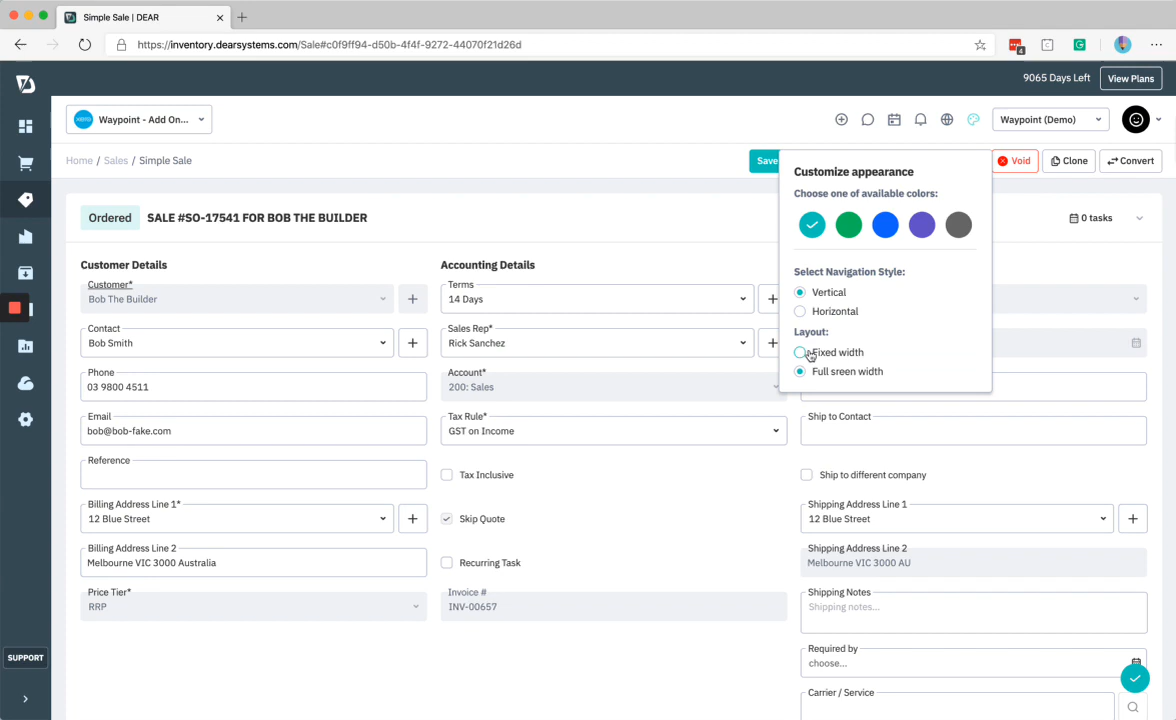 Simple Sale | DEAR
https://inventory.dearsystems.com/Sale#c0f9ff94-d50b-4f4f-9272-44070f21d26d
4
9065 Days Left
View Plans
xero
Waypoint - Add On...
Waypoint (Demo)
Home / Sales / Simple Sale
Save
Void
Clone
Convert
Customize appearance
Choose one of available colors:
Select Navigation Style:
Vertical
Horizontal
Layout:
Fixed width
Full sreen width
Ordered
SALE #SO-17541 FOR BOB THE BUILDER
0 tasks
Customer Details
Customer*
Bob The Builder
Contact
Bob Smith
Phone
03 9800 4511
Email
bob@bob-fake.com
Reference
Billing Address Line 1*
12 Blue Street
Billing Address Line 2
Melbourne VIC 3000 Australia
Price Tier*
RRP
Accounting Details
Terms
14 Days
Sales Rep*
Rick Sanchez
Account*
200: Sales
Tax Rule*
GST on Income
Tax Inclusive
Skip Quote
Recurring Task
Invoice #
INV-00657
Ship to Contact
Ship to different company
Shipping Address Line 1
12 Blue Street
Shipping Address Line 2
Melbourne VIC 3000 AU
Shipping Notes
Shipping notes...
Required by
choose...
Carrier / Service
SUPPORT